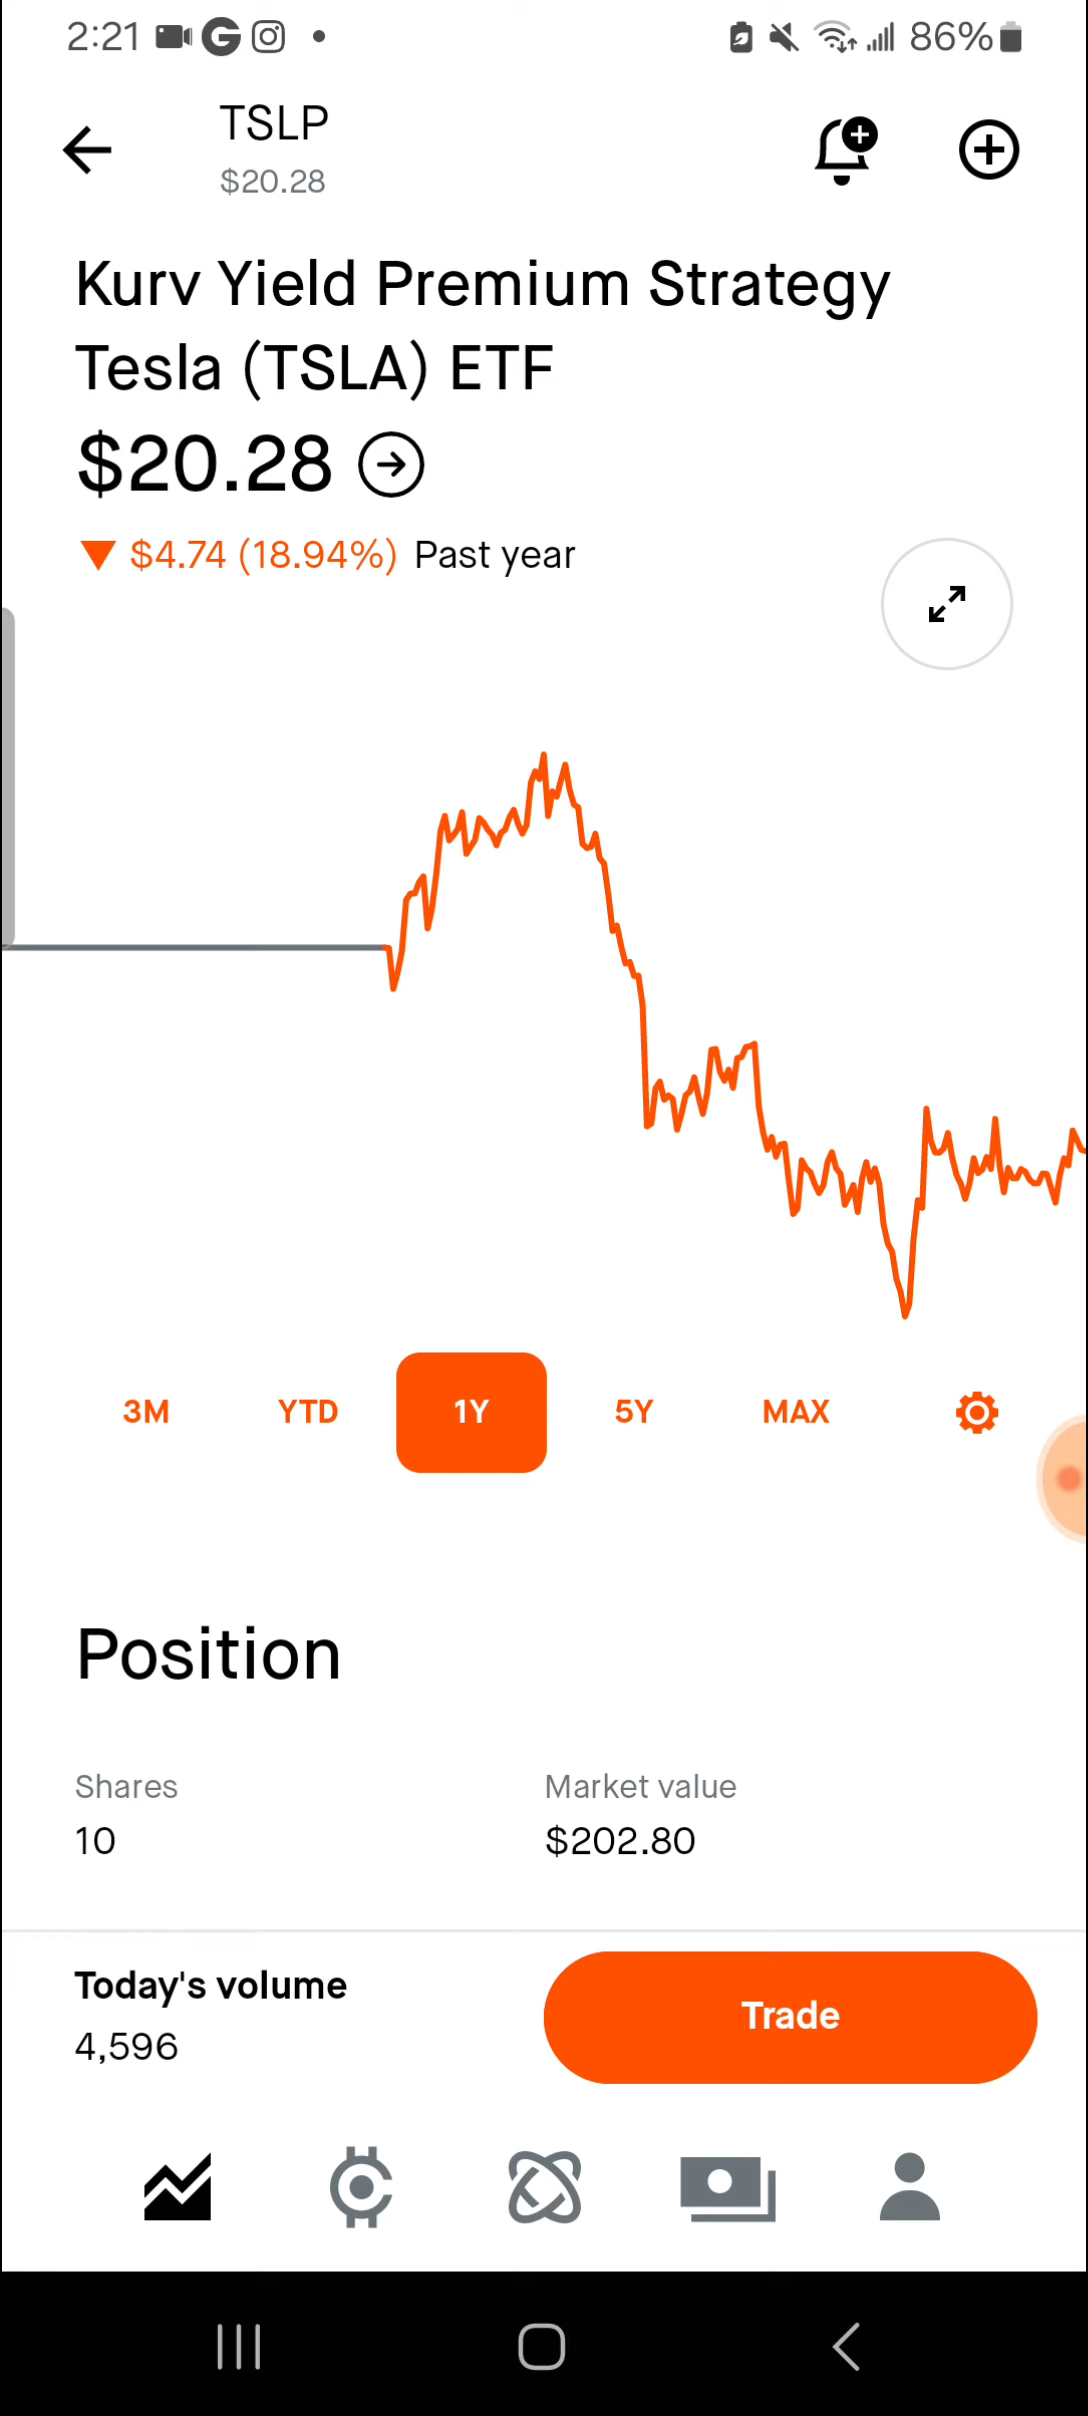 2:21
86%
TSLP
$20.28
Kurv Yield Premium Strategy
Tesla (TSLA) ETF
$20.28
$4.74 (18.94%) Past year
3M YTD 1Y 5Y MAX
Position
Shares Market value
10 $202.80
Today's volume
4,596
Trade